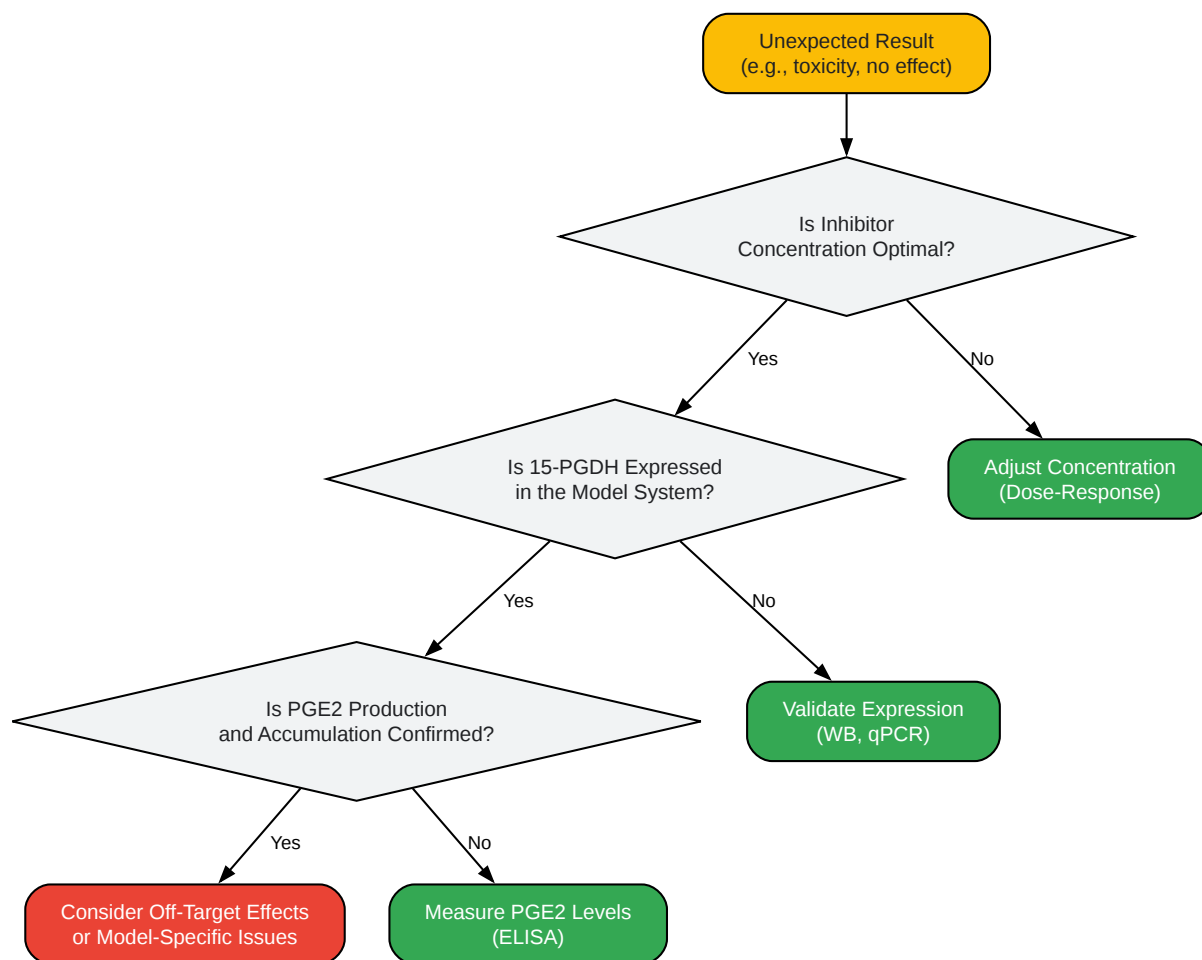 Unexpected Result
(e.g., toxicity, no effect)
Is Inhibitor
Concentration Optimal?
Yes
No
Is 15-PGDH Expressed
in the Model System?
Adjust Concentration
(Dose-Response)
Yes
No
Is PGE2 Production
and Accumulation Confirmed?
Validate Expression
(WB, qPCR)
Yes
No
Consider Off-Target Effects
or Model-Specific Issues
Measure PGE2 Levels
(ELISA)